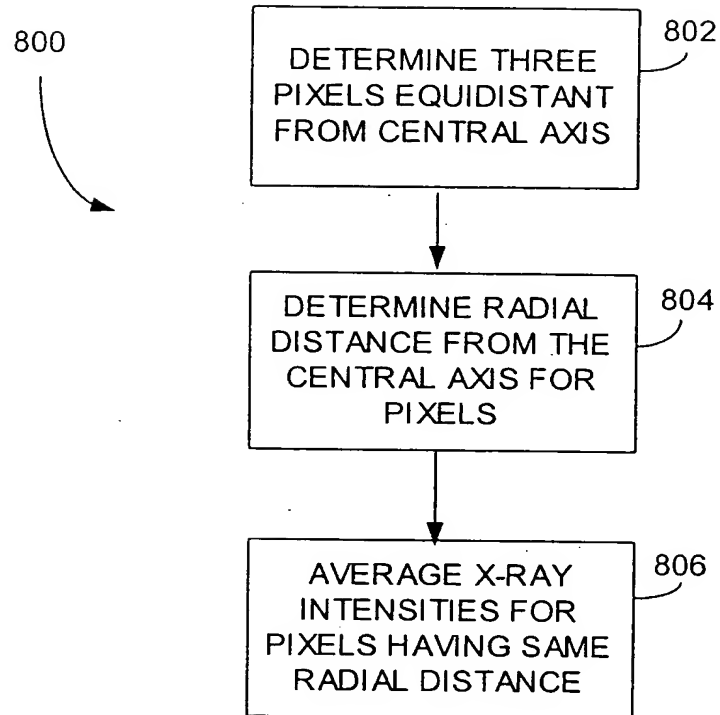 800
802
DETERMINE THREE
PIXELS EQUIDISTANT
FROM CENTRAL AXIS
804
DETERMINE RADIAL
DISTANCE FROM THE
CENTRAL AXIS FOR
PIXELS
806
AVERAGE X-RAY
INTENSITIES FOR
PIXELS HAVING SAME
RADIAL DISTANCE